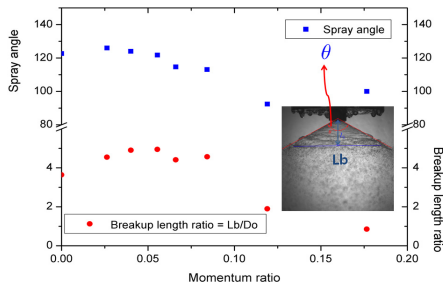 140
120
100
80
4
2
0
Spray angle
Spray angle
θ
Lb
Breakup length ratio = Lb/Do
0.00
0.05
0.10
0.15
0.20
Momentum ratio
140
120
100
80
4
2
0
Breakup length ratio